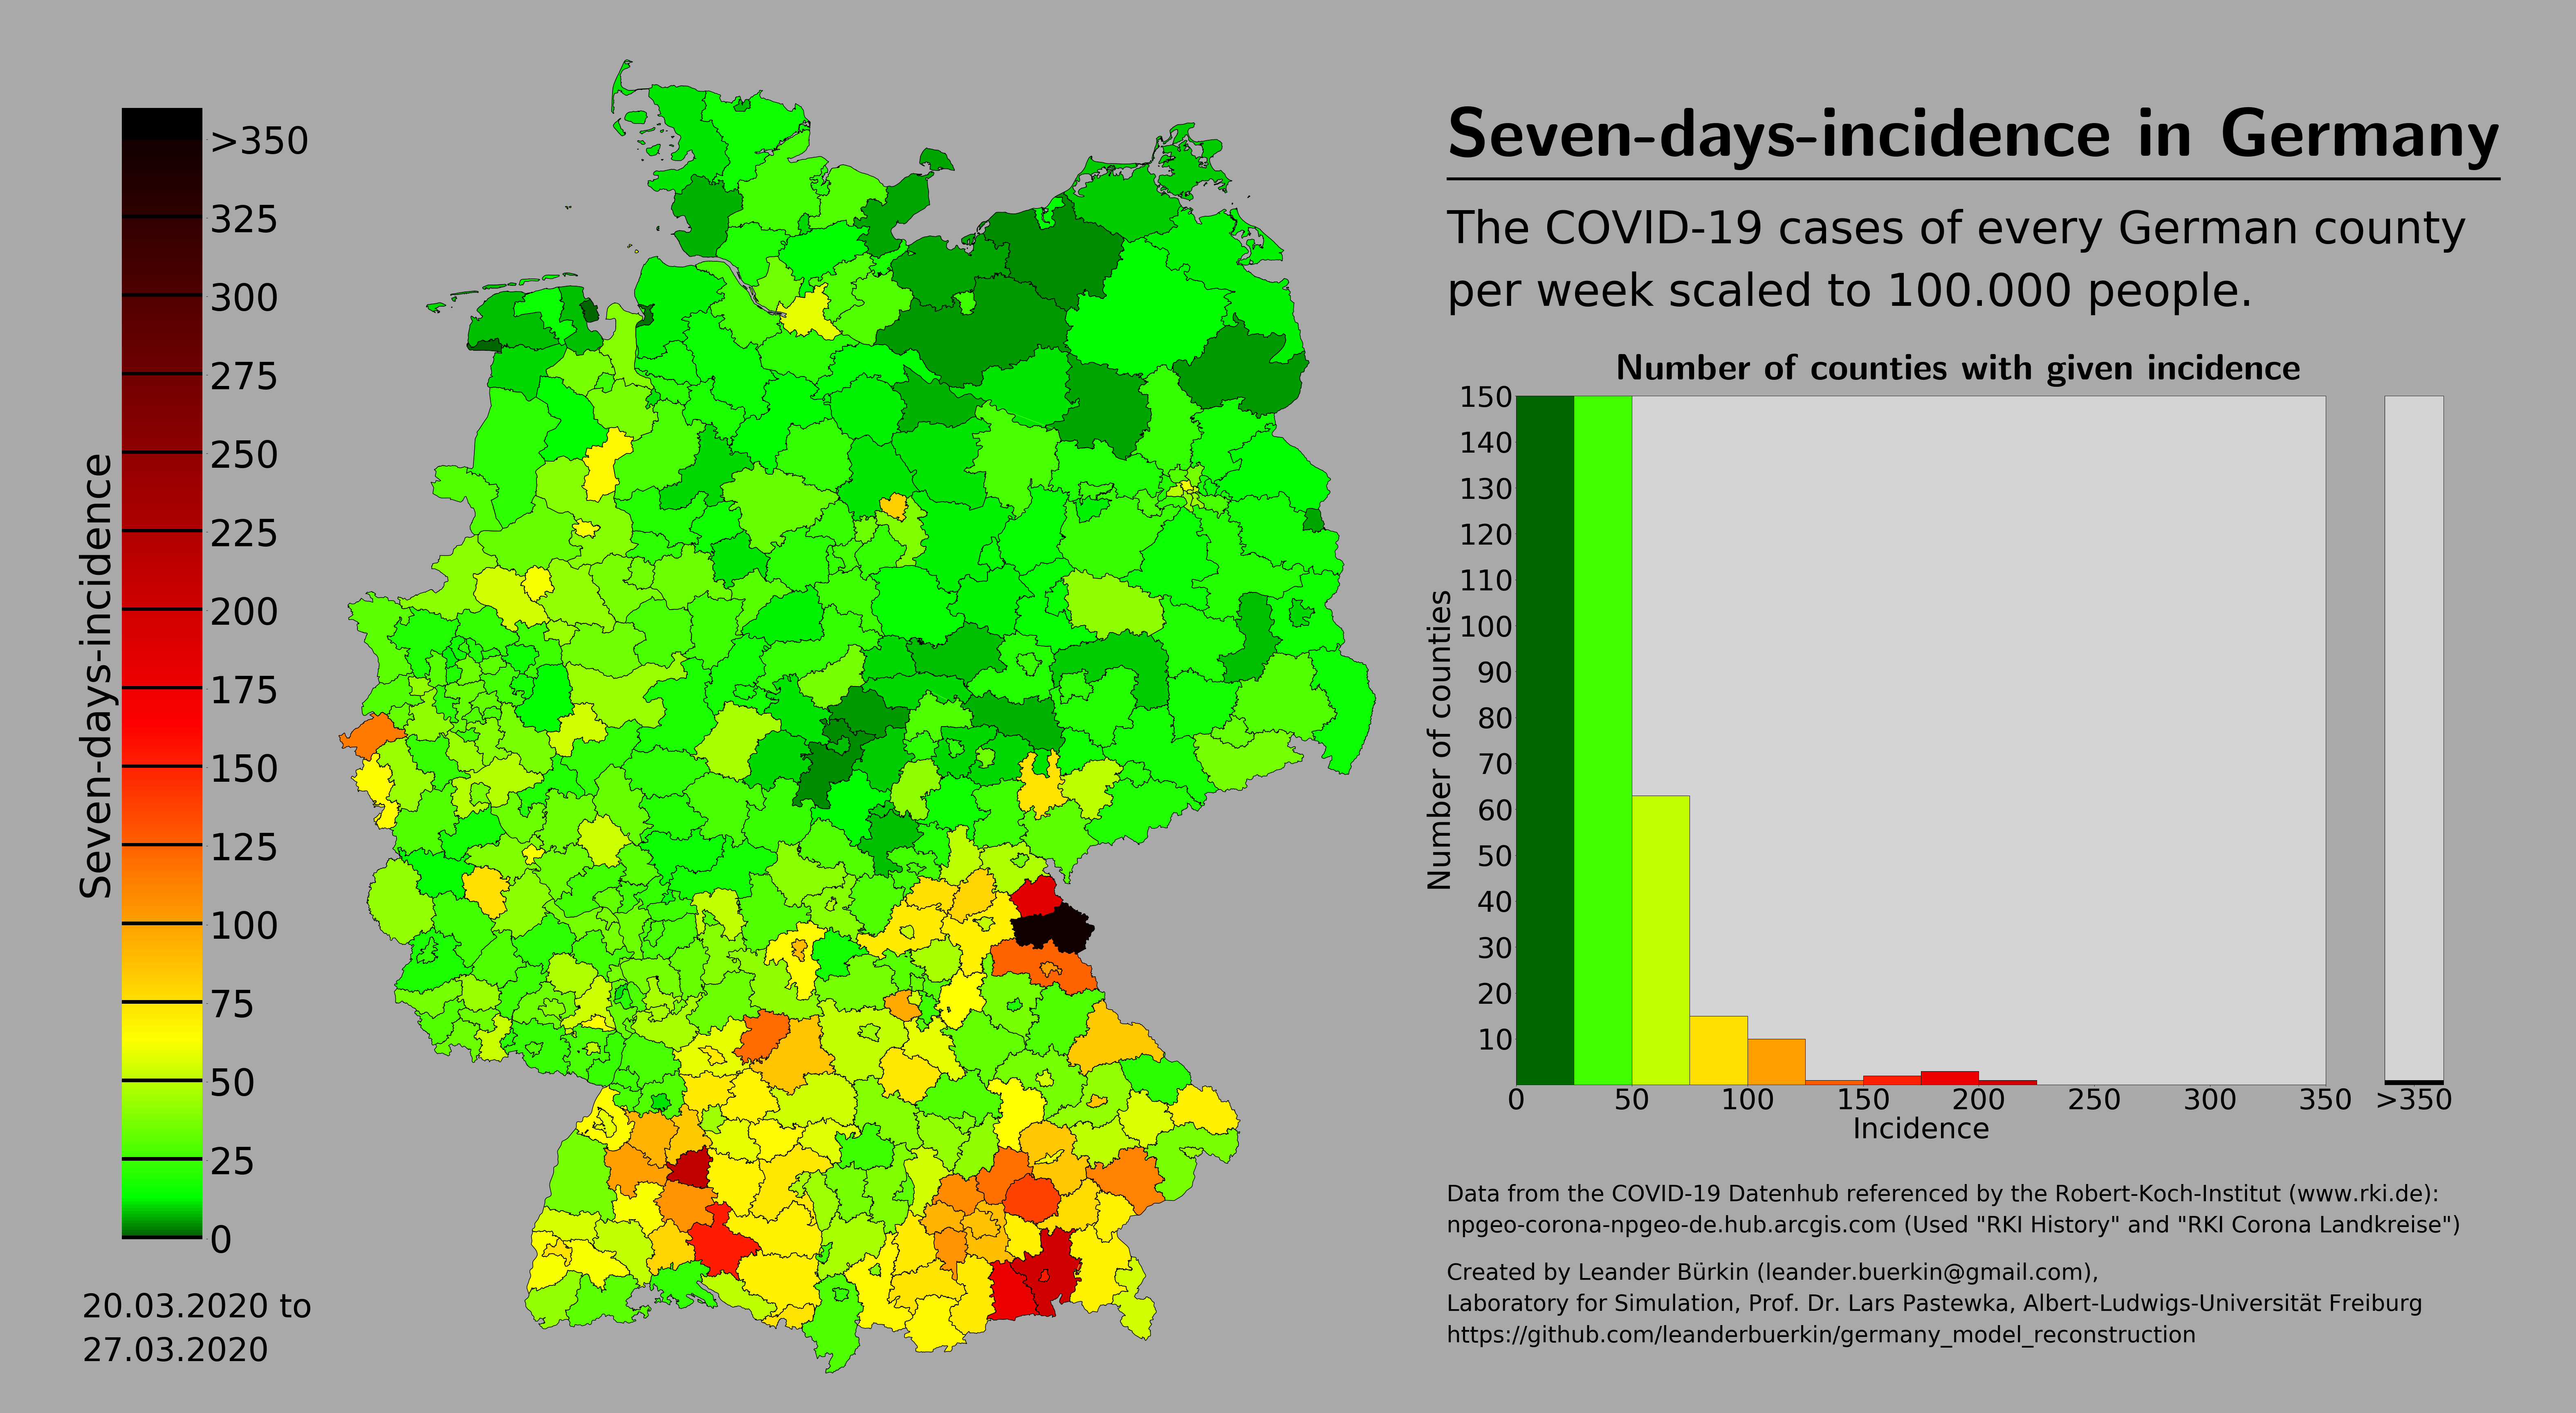 Seven-days-incidence in Germany
The COVID-19 cases of every German county
per week scaled to 100.000 people.
Seven-days-incidence
>350
325
300
275
250
225
200
175
150
125
100
75
50
25
0
20.03.2020 to
27.03.2020
Number of counties with given incidence
Number of counties
150
140
130
120
110
100
90
80
70
60
50
40
30
20
10
0 50 100 150 200 250 300 350 >350
Incidence
Data from the COVID-19 Datenhub referenced by the Robert-Koch-Institut (www.rki.de):
npgeo-corona-npgeo-de.hub.arcgis.com (Used "RKI History" and "RKI Corona Landkreise")
Created by Leander Bürkin (leander.buerkin@gmail.com),
Laboratory for Simulation, Prof. Dr. Lars Pastewka, Albert-Ludwigs-Universität Freiburg
https://github.com/leanderbuerkin/germany_model_reconstruction